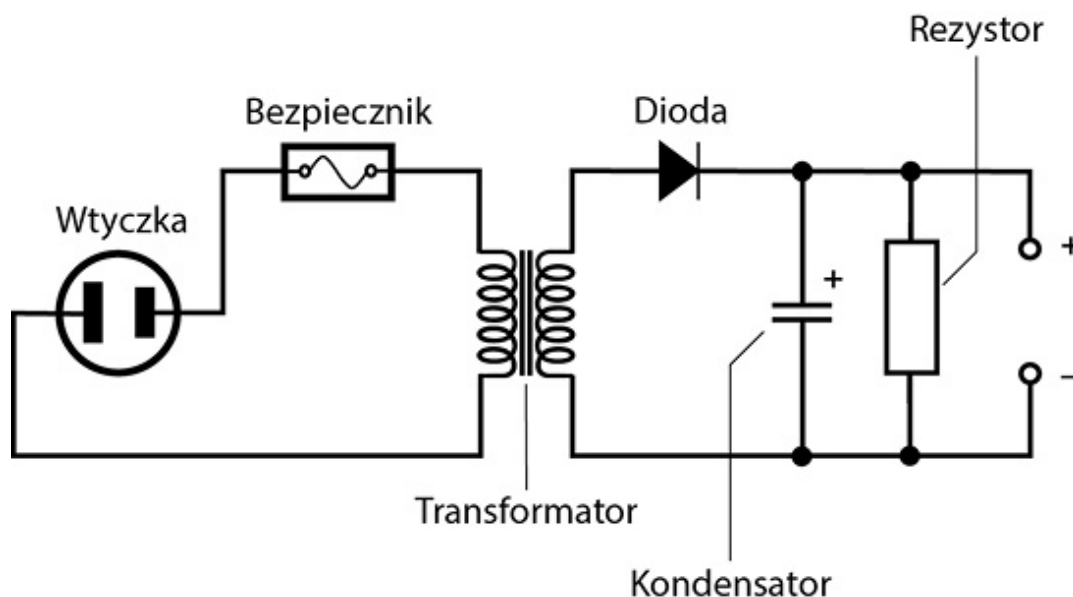 Rezystor
Bezpiecznik
Dioda
Wtyczka
+
+
−
Transformator
Kondensator